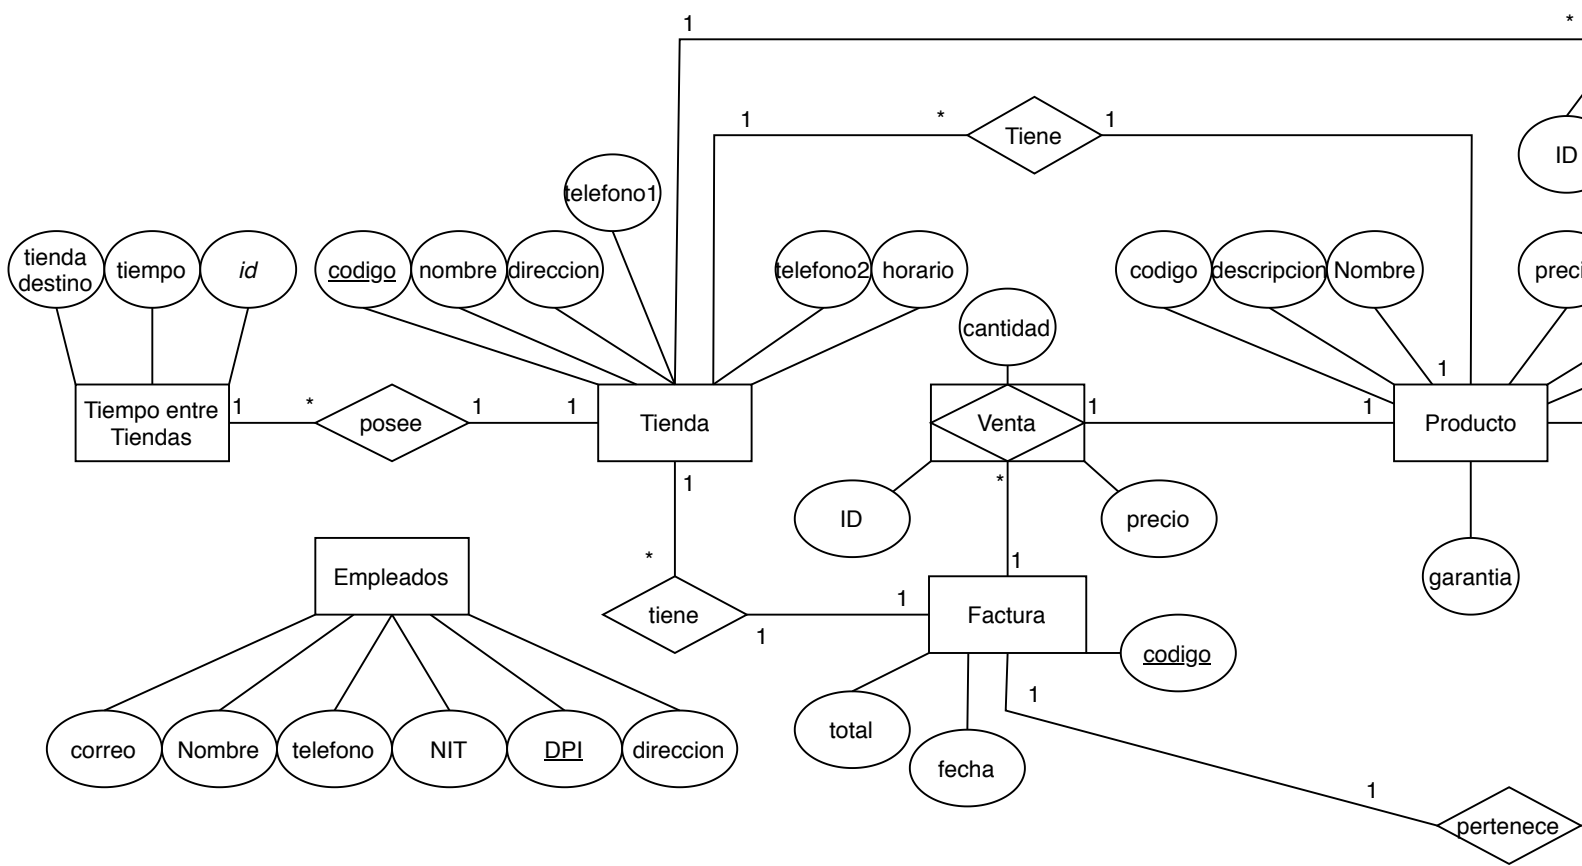 1
*
1
*
Tiene
1
ID
telefono1
tienda
destino
tiempo
id
codigo
nombre
direccion
telefono2
horario
codigo
descripcion
Nombre
preci
cantidad
Tiempo entre
Tiendas
1
*
posee
1
1
Tienda
Venta
1
1
1
Producto
1
*
ID
precio
*
1
Empleados
tiene
1
1
Factura
garantia
codigo
1
total
fecha
correo
Nombre
telefono
NIT
DPI
direccion
1
pertenece